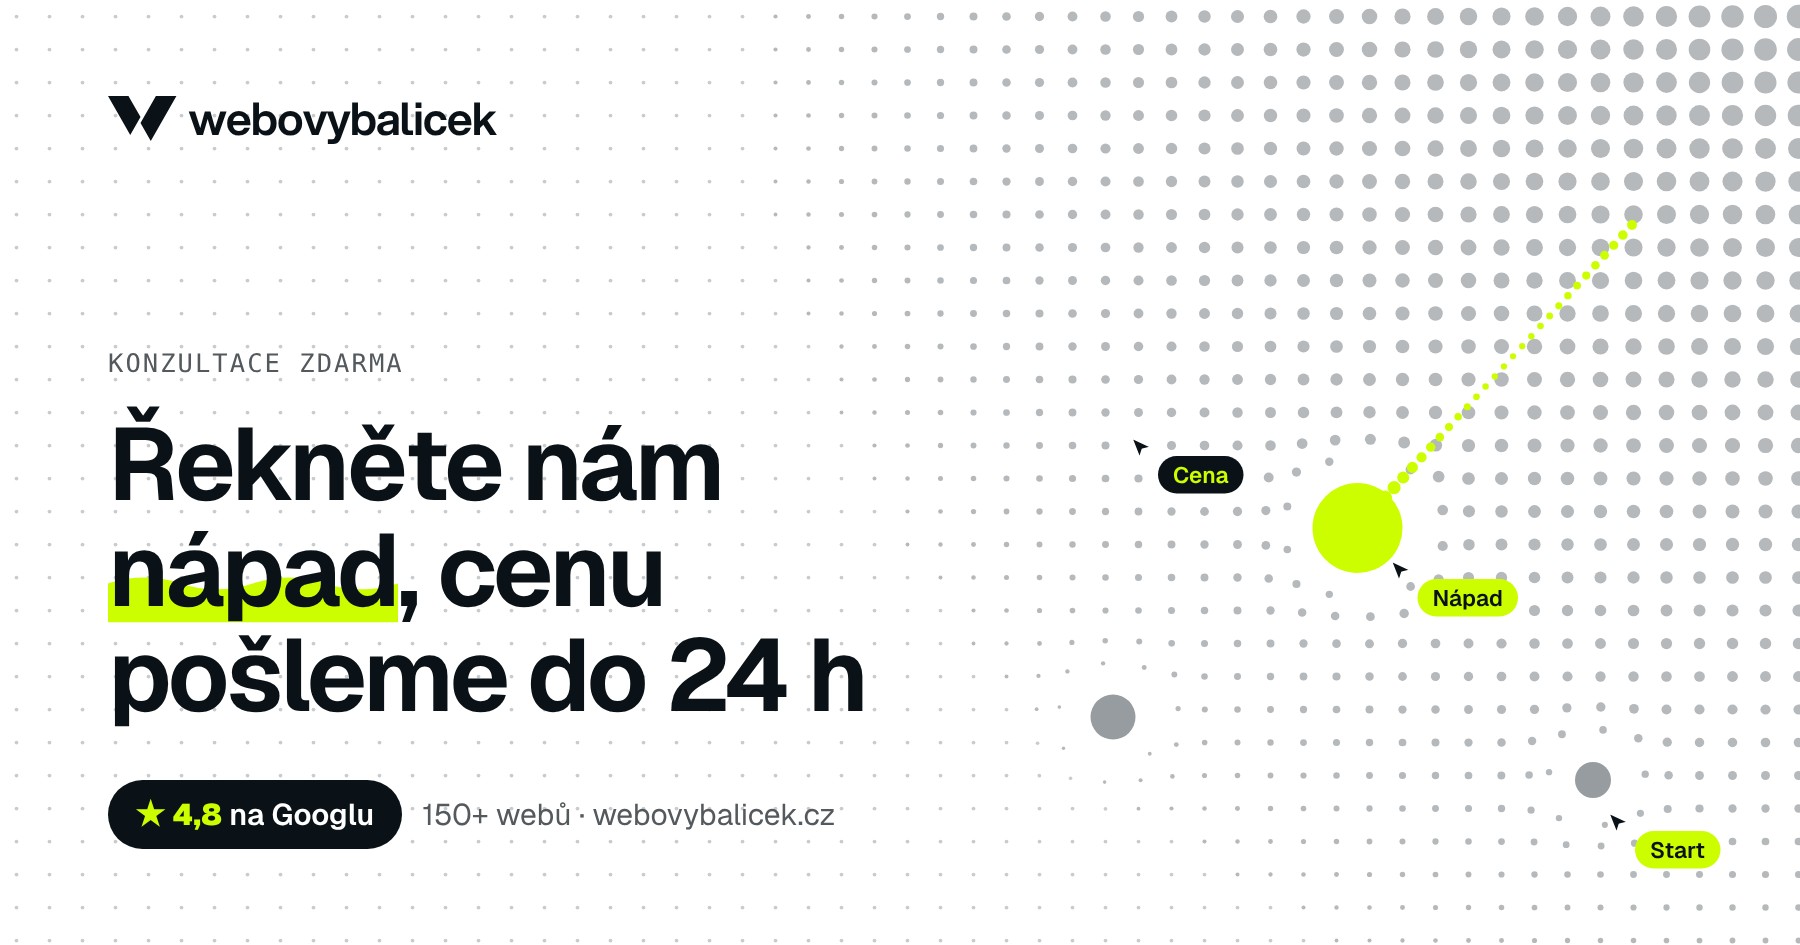 webovybalicek
KONZULTACE ZDARMA
Řekněte nám
nápad, cenu
pošleme do 24 h
★ 4,8 na Googlu
150+ webů · webovybalicek.cz
Cena
Nápad
Start